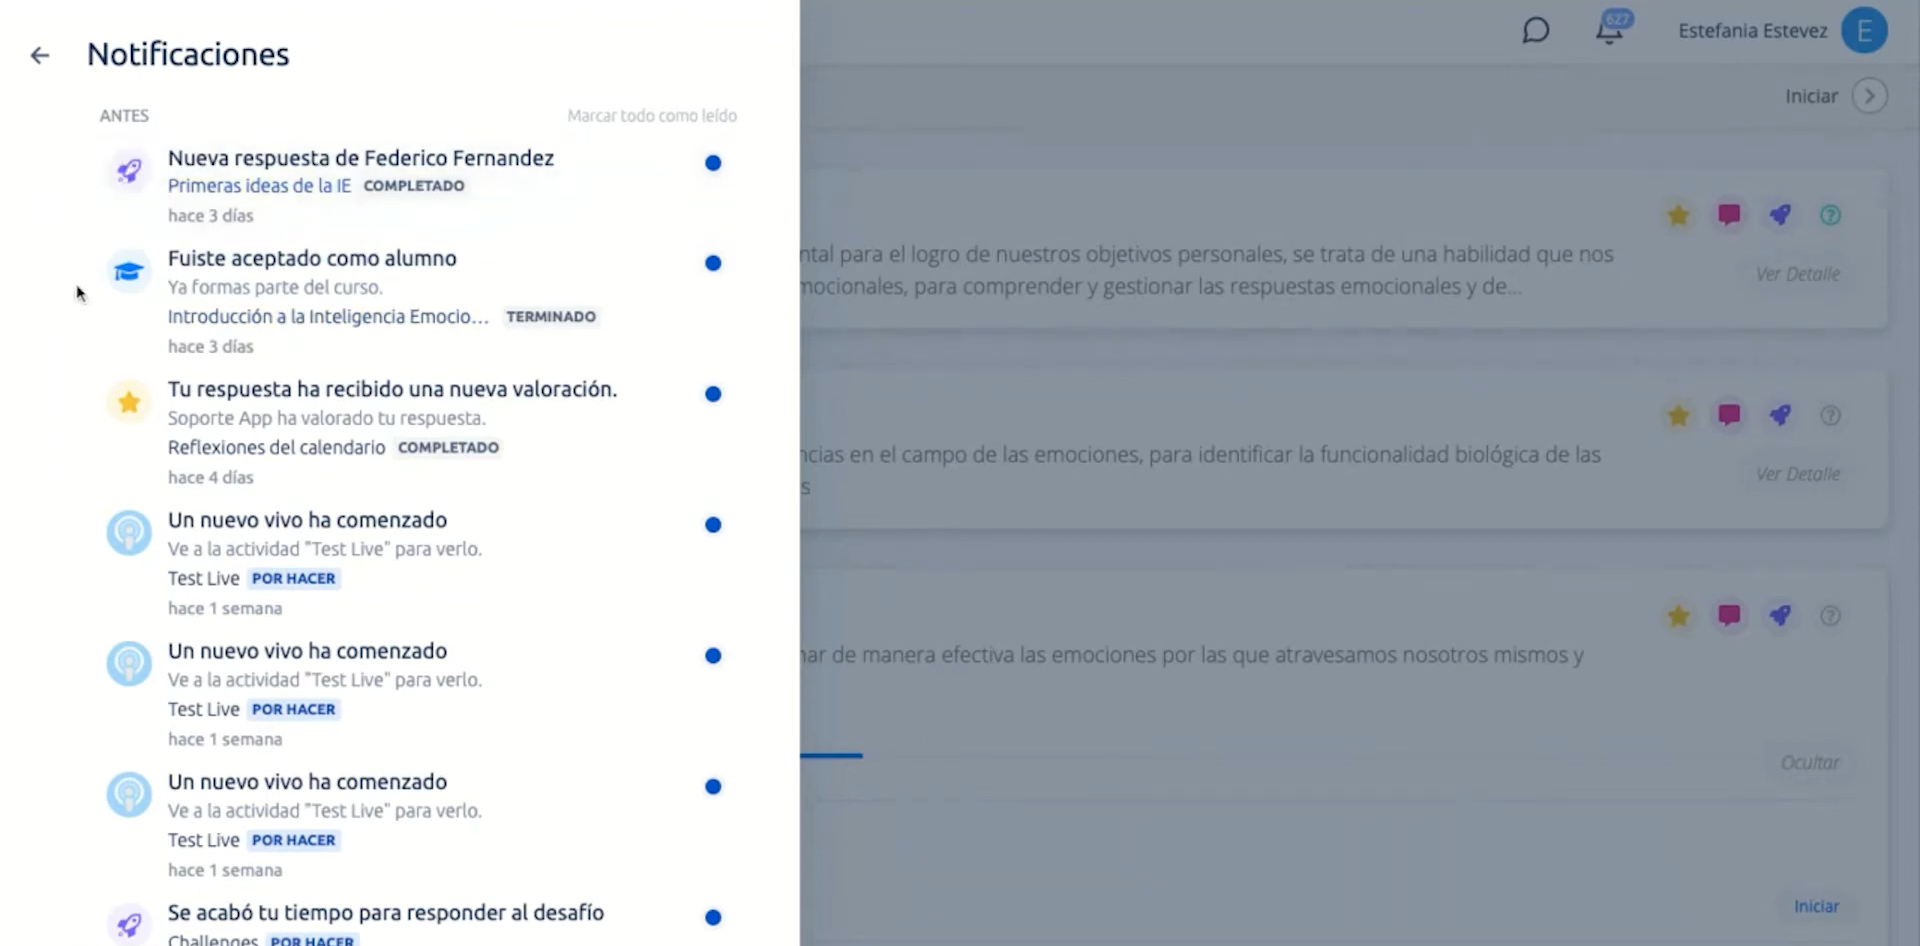 Notificaciones
ANTES
Marcar todo como leído
Nueva respuesta de Federico Fernandez
Primeras ideas de la IE COMPLETADO
hace 3 días
Fuiste aceptado como alumno
Ya formas parte del curso.
Introducción a la Inteligencia Emocio... TERMINADO
hace 3 días
Tu respuesta ha recibido una nueva valoración.
Soporte App ha valorado tu respuesta.
Reflexiones del calendario COMPLETADO
hace 4 días
Un nuevo vivo ha comenzado
Ve a la actividad "Test Live" para verlo.
Test Live POR HACER
hace 1 semana
Un nuevo vivo ha comenzado
Ve a la actividad "Test Live" para verlo.
Test Live POR HACER
hace 1 semana
Un nuevo vivo ha comenzado
Ve a la actividad "Test Live" para verlo.
Test Live POR HACER
hace 1 semana
Se acabó tu tiempo para responder al desafío
Challenges POR HACER
627
Estefania Estevez E
Iniciar
ntal para el logro de nuestros objetivos personales, se trata de una habilidad que nos
mocionales, para comprender y gestionar las respuestas emocionales y de...
Ver Detalle
ncias en el campo de las emociones, para identificar la funcionalidad biológica de las
s
Ver Detalle
nar de manera efectiva las emociones por las que atravesamos nosotros mismos y
Ocultar
Iniciar